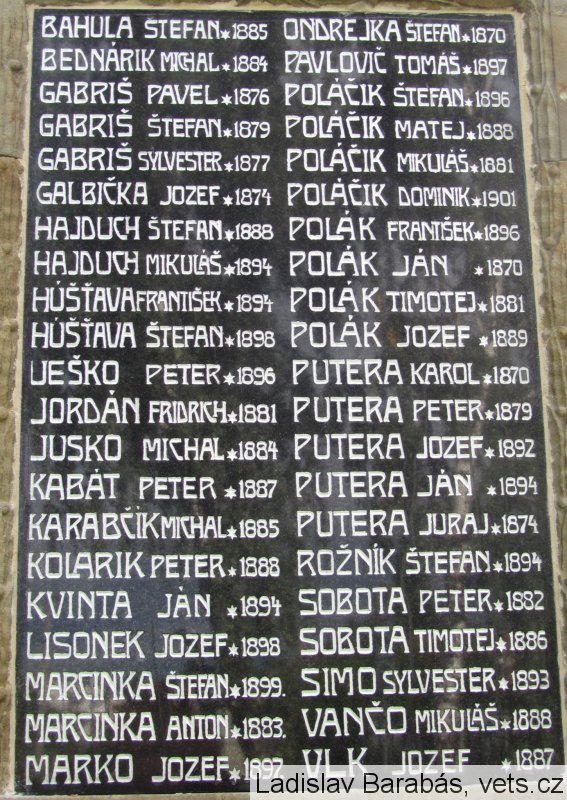 BAHULA ŠTEFAN*1885
BEDNÁRIK MICHAL*1884
GABRIŠ PAVEL*1876
GABRIŠ ŠTEFAN*1879
GABRIŠ SYLVESTER*1877
GALBIČKA JOZEF*1874
HAJDUCH ŠTEFAN*1888
HAJDUCH MIKULÁŠ*1894
HÚŠŤAVA FRANTIŠEK*1894
HÚŠŤAVA ŠTEFAN*1898
UEŠKO PETER*1896
JORDÁN FRIDRICH*1881
JUSKO MICHAL*1884
KABÁT PETER*1887
KARABČÍK MICHAL*1885
KOLARIK PETER*1888
KVINTA JÁN *1894
LISONEK JOZEF*1898
MARCINKA ŠTEFAN*1899.
MARCINKA ANTON*1883.
MARKO JOZEF*1897
ONDREJKA ŠTEFAN*1870
PAVLOVIČ TOMÁŠ*1897
POLÁČIK ŠTEFAN*1896
POLÁČIK MATEJ*1888
POLÁČIK MIKULÁŠ*1881
POLÁČIK DOMINIK*1901
POLÁK FRANTIŠEK*1896
POLÁK JÁN *1870
POLÁK TIMOTEJ*1881
POLÁK JOZEF *1889
PUTERA KAROL*1870
PUTERA PETER*1879
PUTERA JOZEF*1892
PUTERA JÁN *1894
PUTERA JURAJ*1874
ROŽNÍK ŠTEFAN*1894
SOBOTA PETER*1882
SOBOTA TIMOTEJ*1886
SIMO SYLVESTER*1893
VANČO MIKULÁŠ*1888
VLK JOZEF *1887
Ladislav Barabás, vets.cz